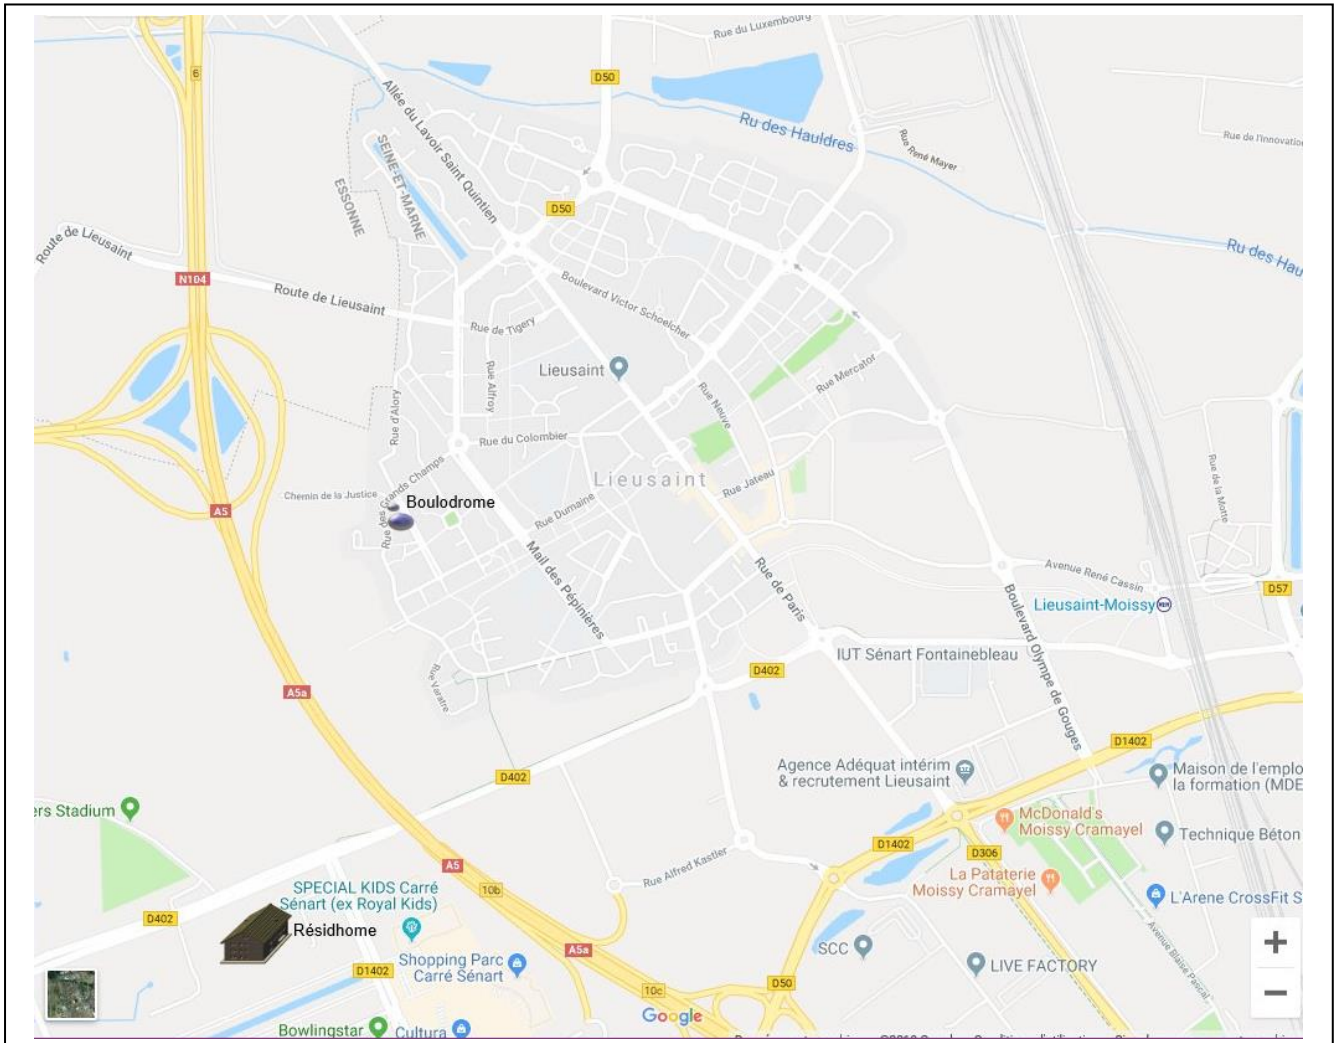 Rue du Luxembourg
6
D50
Allée du Lavoir Saint Quintien
Ru des Hauldres
Rue René Mayer
Rue de l'Innovation
SEINE-ET-MARNE
ESSONNE
D50
Route de Lieusaint
Ru des Hau
N104
Route de Lieusaint
Boulevard Victor Schoelcher
Rue de Tigery
Lieusaint
Rue Alfroy
Rue Mercator
Rue Neuve
Rue d'Alory
D57
Rue du Colombier
Rue de la Motte
Lieusaint
Rue Jateau
Chemin de la Justice
Rue des Grands Champs
Boulodrome
A5
Rue Dumaine
Mail des Pépinières
Rue de Paris
Avenue René Cassin
D57
Lieusaint-Moissy
Boulevard Olympe de Gouges
IUT Sénart Fontainebleau
D402
Rue Varatre
A5a
D1402
D402
Agence Adéquat intérim
& recrutement Lieusaint
Maison de l'emplo
la formation (MDE
ers Stadium
McDonald's
Moissy Cramayel
Technique Béton
D1402
D306
A5
Rue Alfred Kastler
La Pataterie
Moissy Cramayel
10b
SPECIAL KIDS Carré
Sénart (ex Royal Kids)
L'Arene CrossFit S
D402
Résidhome
A5a
SCC
Avenue Blaise Pascal
Shopping Parc
Carré Sénart
D1402
LIVE FACTORY
D50
10c
Google
Bowlingstar
Cultura